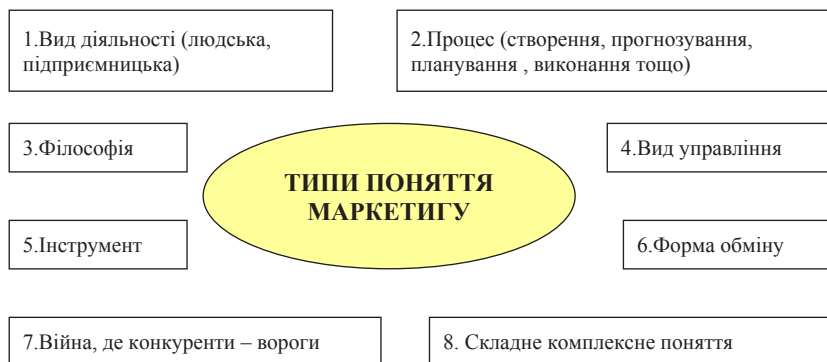 1.Вид діяльності (людська,
підприємницька)
2.Процес (створення, прогнозування,
планування , виконання тощо)
3.Філософія
4.Вид управління
ТИПИ ПОНЯТТЯ
МАРКЕТИГУ
5.Інструмент
6.Форма обміну
7.Війна, де конкуренти – вороги
8. Складне комплексне поняття